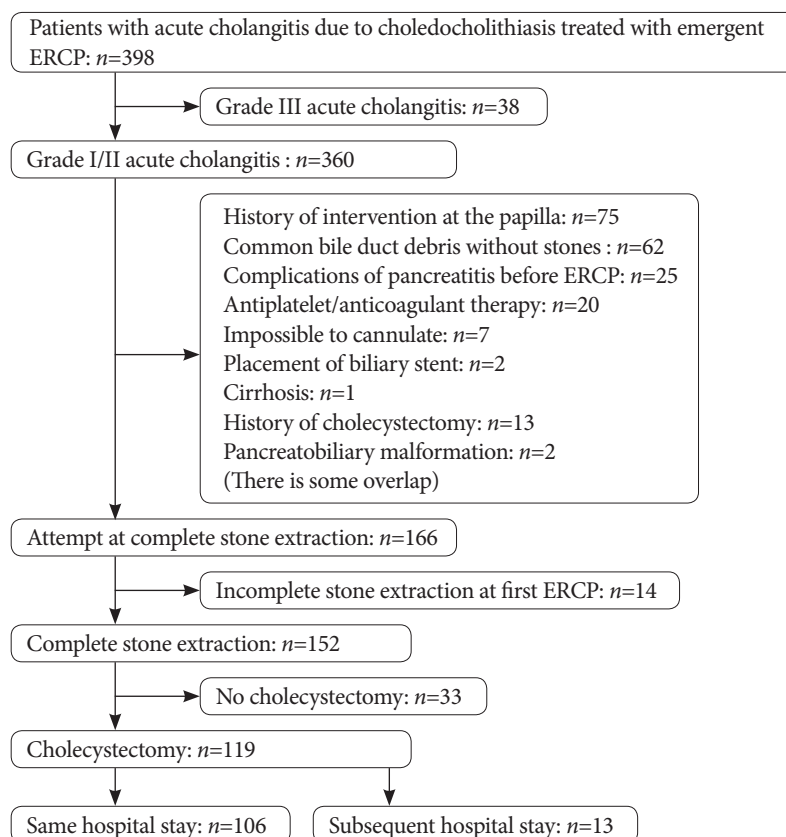 Patients with acute cholangitis due to choledocholithiasis treated with emergent
ERCP: n=398
Grade III acute cholangitis: n=38
Grade I/II acute cholangitis : n=360
History of intervention at the papilla: n=75
Common bile duct debris without stones : n=62
Complications of pancreatitis before ERCP: n=25
Antiplatelet/anticoagulant therapy: n=20
Impossible to cannulate: n=7
Placement of biliary stent: n=2
Cirrhosis: n=1
History of cholecystectomy: n=13
Pancreatobiliary malformation: n=2
(There is some overlap)
Attempt at complete stone extraction: n=166
Incomplete stone extraction at first ERCP: n=14
Complete stone extraction: n=152
No cholecystectomy: n=33
Cholecystectomy: n=119
Same hospital stay: n=106
Subsequent hospital stay: n=13